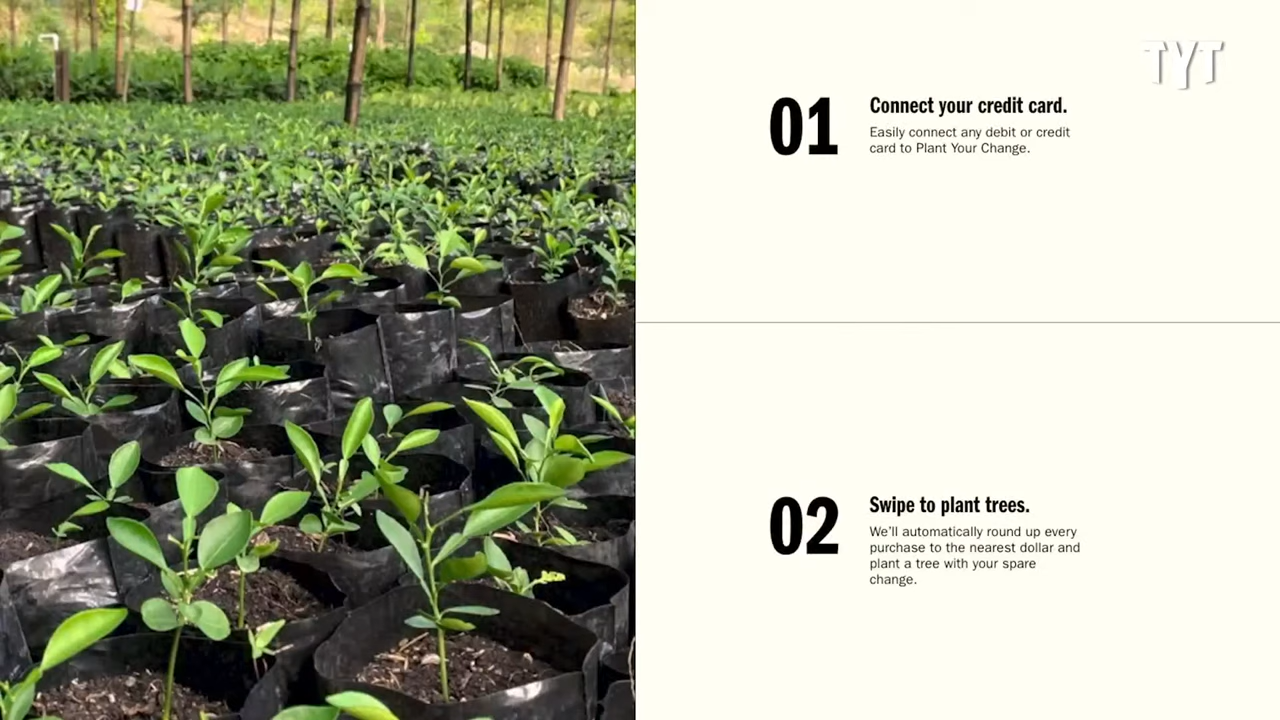 TYT
01
Connect your credit card.
Easily connect any debit or credit
card to Plant Your Change.
02
Swipe to plant trees.
We'll automatically round up every
purchase to the nearest dollar and
plant a tree with your spare
change.